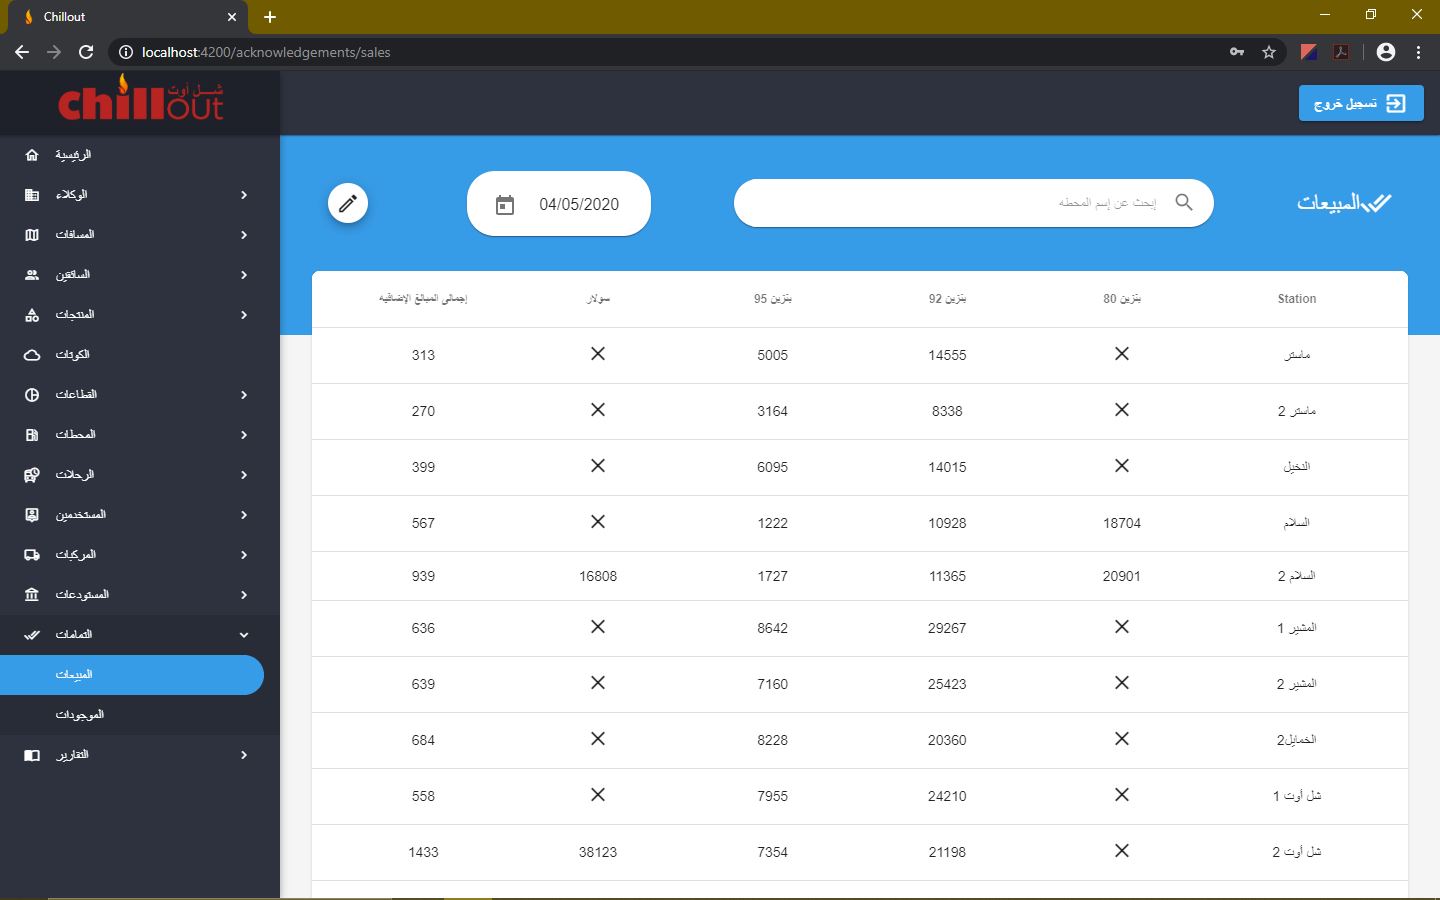 Chillout
localhost:4200/acknowledgements/sales
شل أوت
chillout
تسجيل خروج
الرئيسية
الوكلاء
المسافات
السائقين
المنتجات
الكوتات
القطاعات
المحطات
الرحلات
المستخدمين
المركبات
المستودعات
التمامات
المبيعات
الموجودات
التقارير
المبيعات
إبحث عن إسم المحطه
04/05/2020
Station بنزين 80 بنزين 92 بنزين 95 سولار إجمالى المبالغ الإضافيه
ماستر 14555 5005 313
ماستر 2 8338 3164 270
النخيل 14015 6095 399
السلام 18704 10928 1222 567
السلام 2 20901 11365 1727 16808 939
المشير 1 29267 8642 636
المشير 2 25423 7160 639
الخمايل2 20360 8228 684
شل أوت 1 24210 7955 558
شل أوت 2 21198 7354 38123 1433